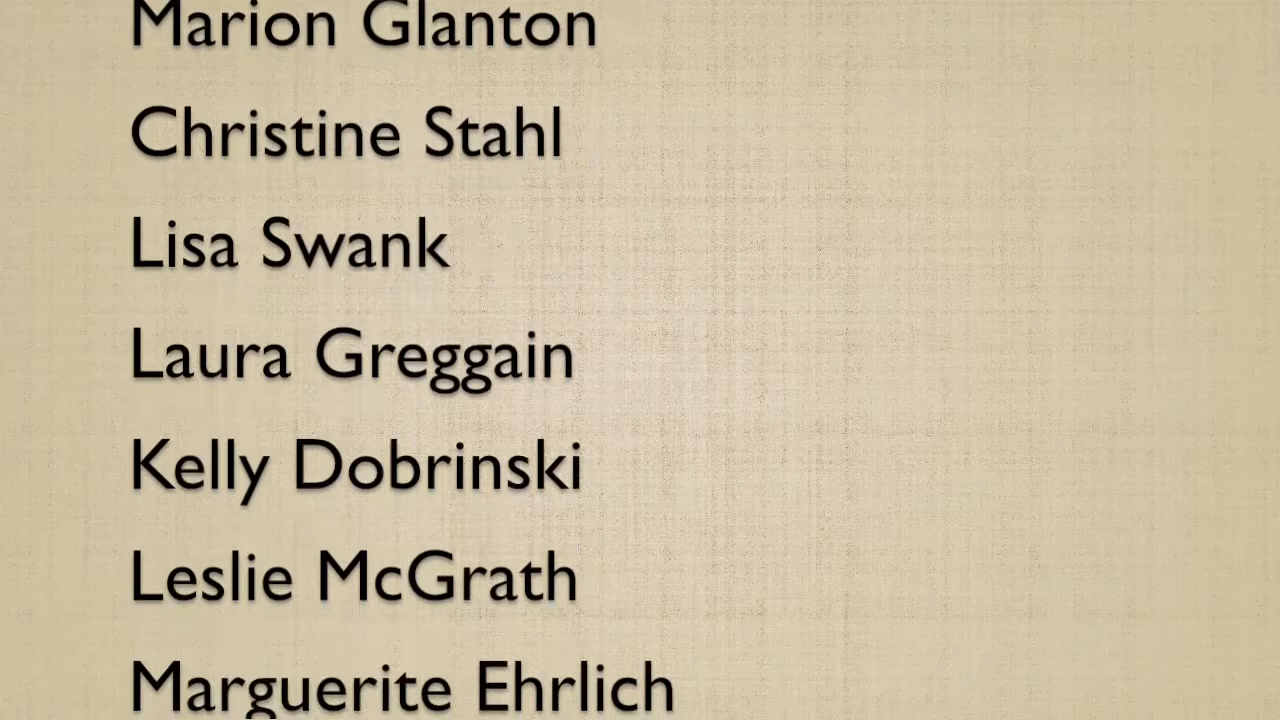 Marion Glanton
Christine Stahl
Lisa Swank
Laura Greggain
Kelly Dobrinski
Leslie McGrath
Marguerite Ehrlich